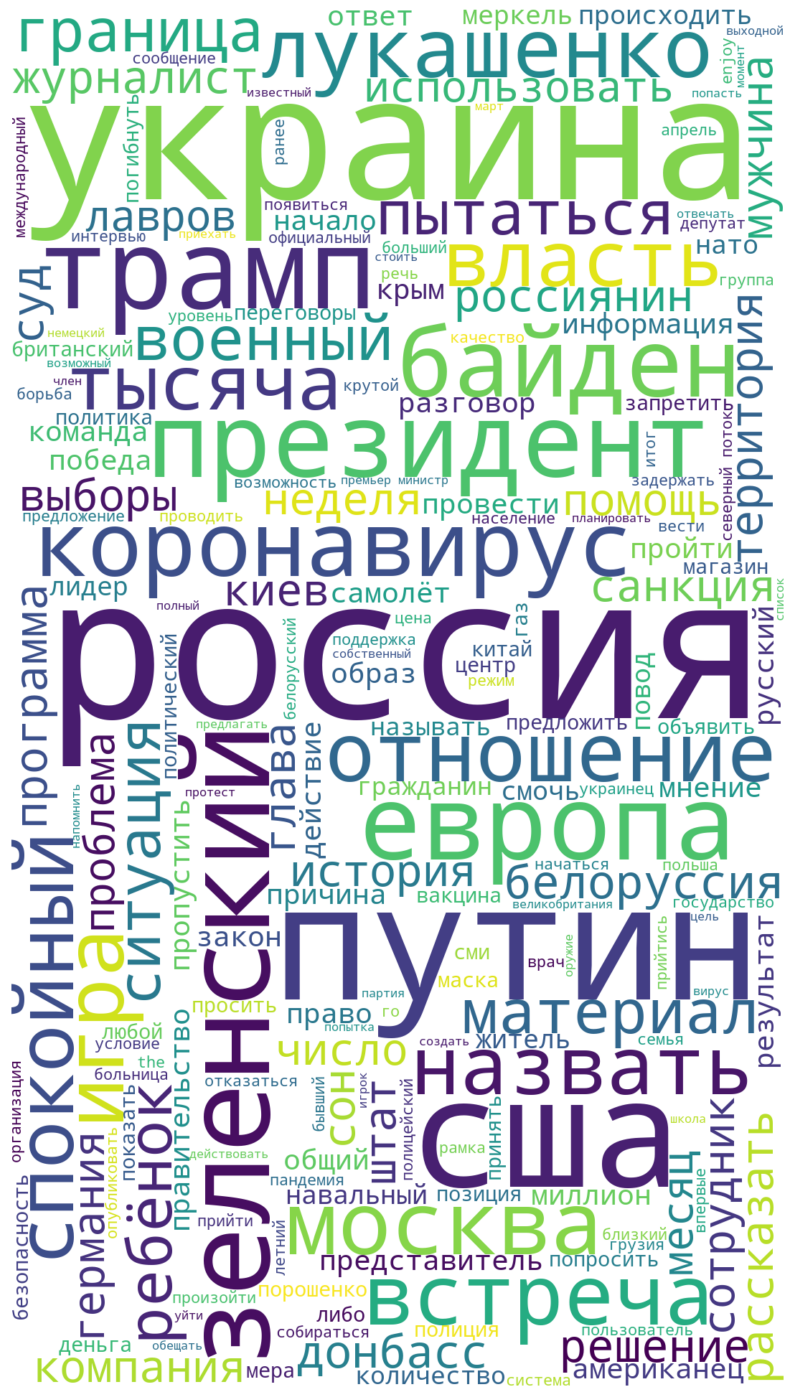 ответ
меркель
происходить
выходной
граница
лукашенко
enjoy
момент
сообщение
журналист
известный
использовать
попасть
мужчина
украина
март
международный
погибнуть
ранее
апрель
появиться
пытаться
отвечать
лавров
начало
депутат
интервью
приехать
официальный
больший
нато
трамп
стоить
власть
суд
речь
группа
крым
россиянин
уровень
переговоры
информация
территория
немецкий
военный
качество
британский
байден
возможный
член
тысяча
крутой
борьба
разговор
запретить
политика
северный потоко
команда
президент
итог
победа
возможность
премьер министр
задержать
выборы
неделя
провести
помощь
предложение
проводить
население
планировать
вести
коронавирус
пройти
магазин
лидер
киев
самолёт
санкция
список
программа
полный
россия
цена
газ
русский
белорусский
поддержка
китай
собственный
политический
образ
центр
режим
повод
предлагать
называть
предложить
объявить
зеленский
глава
действие
отношение
проблема
ситуация
напомнить
протест
гражданин
смочь
украинец
мнение
европа
пропустить
спокойный
история
начаться
польша
белоруссия
причина
вакцина
великобритания
государство
игра
закон
путин
цель
сми
врач
оружие
прийтись
результат
маска
вирус
просить
партия
право
го
материал
любой
попытка
житель
семья
условие
число
создать
the
назвать
организация
больница
отказаться
бывший
игрок
сон
штат
полицейский
ребёнок
показать
правительство
сша
школа
опубликовать
действовать
рамка
принять
сотрудник
германия
общий
пандемия
рассказать
безопасность
навальный
позиция
миллион
месяц
впервые
прийти
летний
москва
близкий
грузия
представитель
попросить
произойти
порошенко
встреча
уйти
либо
деньга
обещать
собираться
полиция
пользователь
донбасс
решение
компания
мера
количество
система
американец